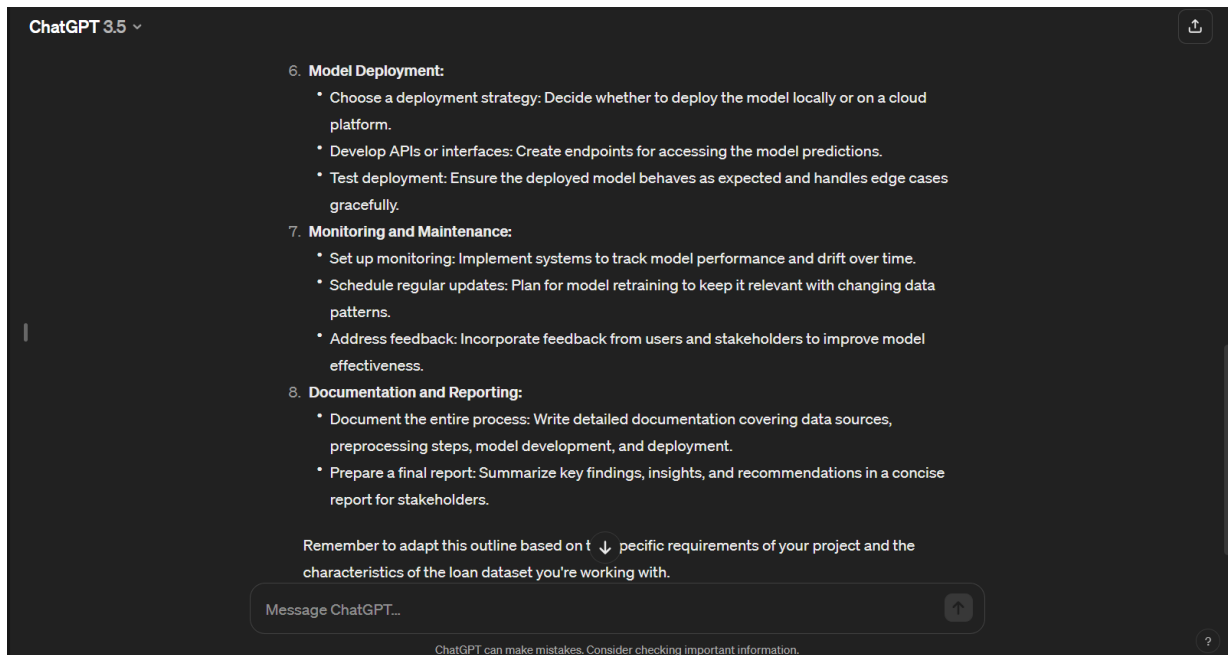 ChatGPT 3.5
6. Model Deployment:
• Choose a deployment strategy: Decide whether to deploy the model locally or on a cloud
platform.
• Develop APIs or interfaces: Create endpoints for accessing the model predictions.
• Test deployment: Ensure the deployed model behaves as expected and handles edge cases
gracefully.
7. Monitoring and Maintenance:
• Set up monitoring: Implement systems to track model performance and drift over time.
• Schedule regular updates: Plan for model retraining to keep it relevant with changing data
patterns.
• Address feedback: Incorporate feedback from users and stakeholders to improve model
effectiveness.
8. Documentation and Reporting:
• Document the entire process: Write detailed documentation covering data sources,
preprocessing steps, model development, and deployment.
• Prepare a final report: Summarize key findings, insights, and recommendations in a concise
report for stakeholders.
Remember to adapt this outline based on t pecific requirements of your project and the
characteristics of the loan dataset you're working with.
Message ChatGPT...
ChatGPT can make mistakes. Consider checking important information.
?